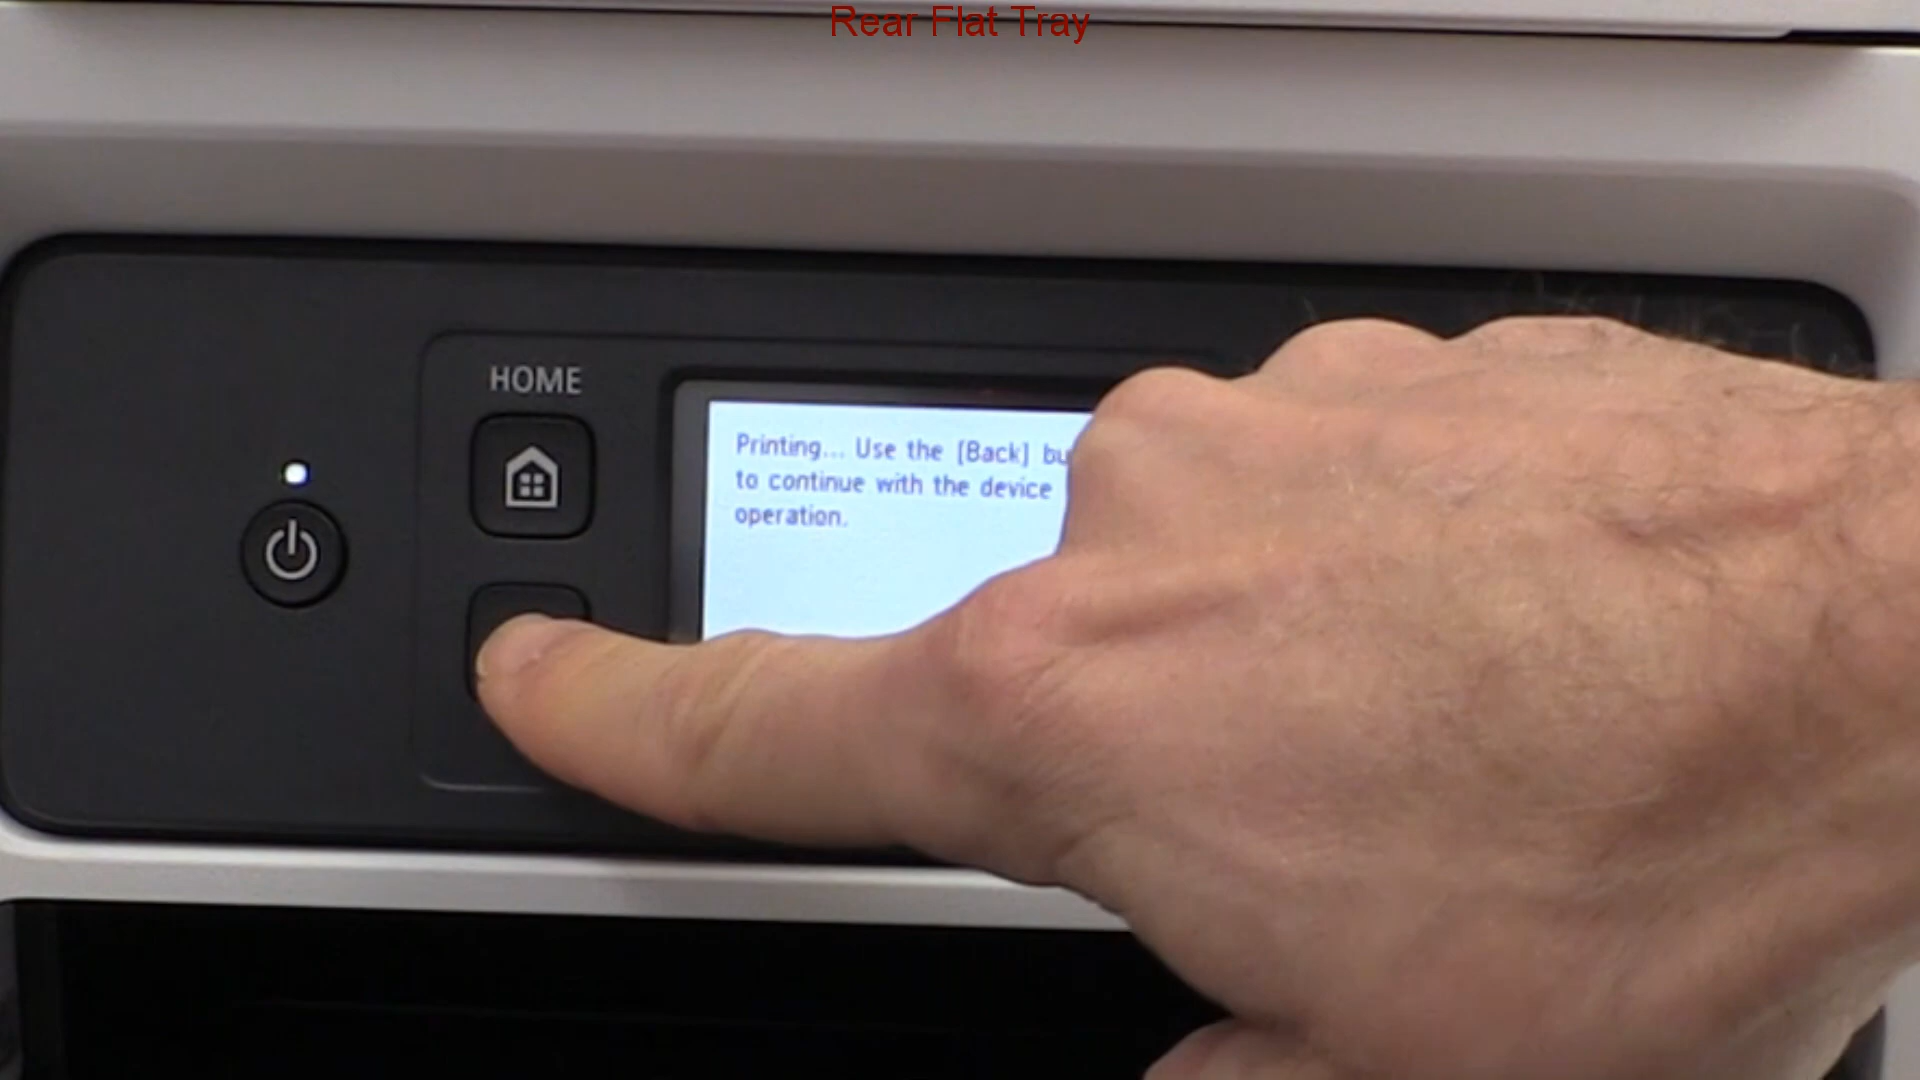 Rear Flat Tray
HOME
Printing... Use the [Back]
to continue with the device
operation.